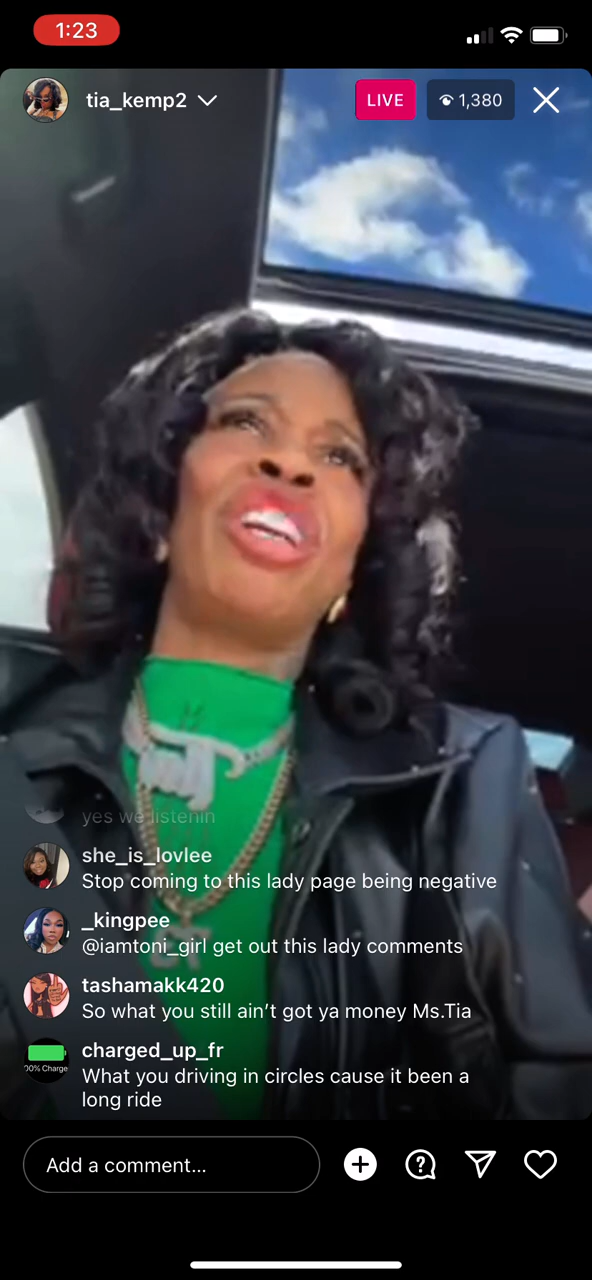 1:23
tia_kemp2
LIVE
1,380
yes we listenin
she_is_lovlee
Stop coming to this lady page being negative
_kingpee
@iamtoni_girl get out this lady comments
tashamakk420
So what you still ain’t got ya money Ms.Tia
charged_up_fr
00% Charge
What you driving in circles cause it been a
long ride
Add a comment...